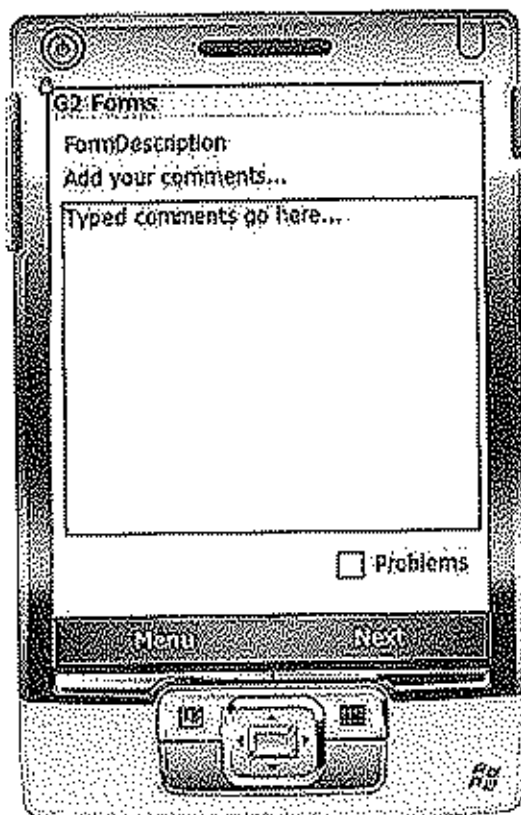 G2 Forms
FormDescription
Add your comments...
Typed comments go here...
Problems
Menu
Next